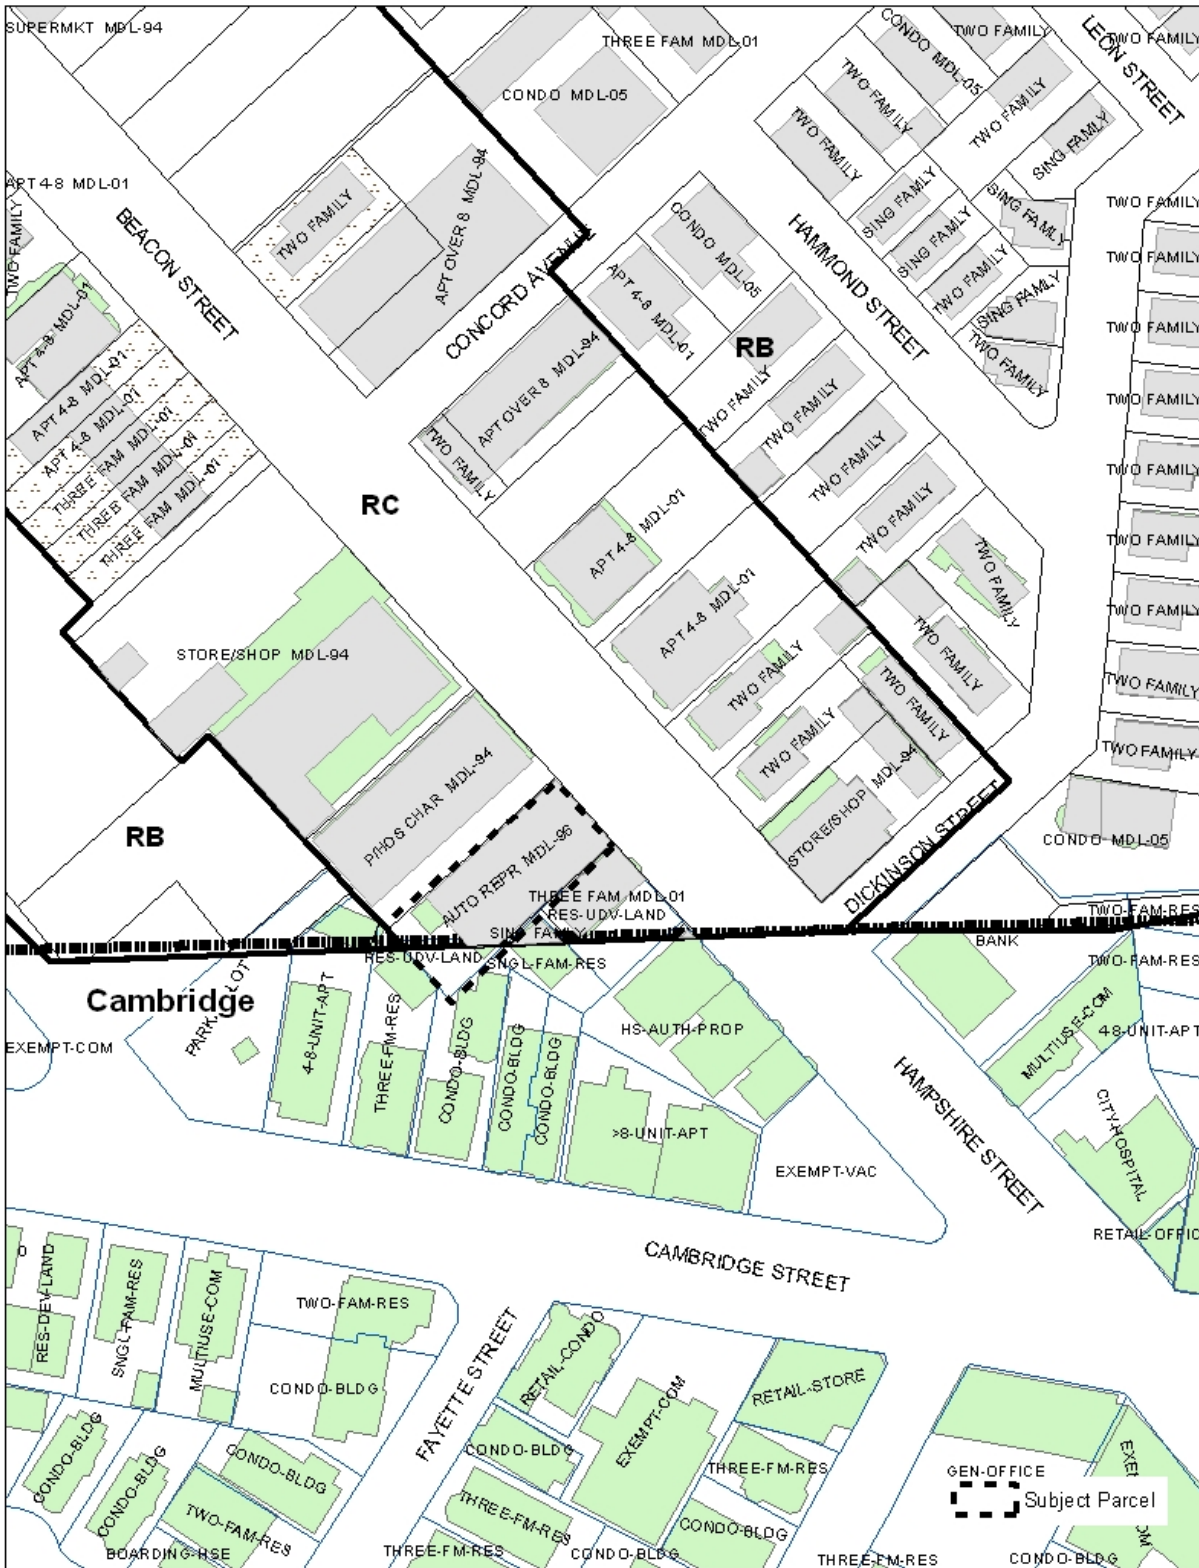 SUPERMKT MDL-94
THREE FAM MDL-01
CONDO MDL-05
TWO FAMILY
LEON STREET
TWO FAMILY
CONDO MDL-05
TWO FAMILY
TWO FAMILY
TWO FAMILY
SING FAMLY
APT 4-8 MDL-01
TWO FAMILY
BEACON STREET
TWO FAMILY
APT OVER 8 MDL-94
CONCORD AVENUE
CONDO MDL-05
HAMMOND STREET
SING FAMLY
SING FAMLY
SING FAMLY
TWO FAMILY
TWO FAMILY
TWO FAMILY
SING FAMLY
TWO FAMILY
TWO FAMILY
APT 4-8 MDL-01
APT 4-8 MDL-01
RB
TWO FAMILY
APT OVER 8 MDL-94
TWO FAMILY
TWO FAMILY
APT 4-8 MDL-01
APT 4-8 MDL-01
THREE FAM MDL-01
THREE FAM MDL-01
THREE FAM MDL-01
TWO FAMILY
TWO FAMILY
TWO FAMILY
TWO FAMILY
RC
APT 4-8 MDL-01
TWO FAMILY
TWO FAMILY
TWO FAMILY
APT 4-8 MDL-01
TWO FAMILY
TWO FAMILY
STORE/SHOP MDL-94
TWO FAMILY
TWO FAMILY
TWO FAMILY
TWO FAMILY
TWO FAMILY
P/HOS CHAR MDL-94
STORE/SHOP MDL-94
DICKINSON STREET
CONDO MDL-05
RB
AUTO REPR MDL-96
THREE FAM MDL-01
RES-UDV-LAND
SING FAMILY
TWO-FAM-RES
BANK
RES-UDV-LAND
SNGL-FAM-RES
TWO-FAM-RES
Cambridge
PARK LOT
4-8-UNIT-APT
THREE-FM-RES
CONDO-BLDG
CONDO-BLDG
CONDO-BLDG
HS-AUTH-PROP
MULTIUSE-COM
48-UNIT-APT
EXEMPT-COM
HAMPSHIRE STREET
CITY-HOSPITAL
>8-UNIT-APT
EXEMPT-VAC
RETAIL-OFFIC
CAMBRIDGE STREET
RES-DEV-LAND
SNGL-FAM-RES
MULTIUSE-COM
TWO-FAM-RES
CONDO-BLDG
FAYETTE STREET
RETAIL-CONDO
RETAIL-STORE
CONDO-BLDG
CONDO-BLDG
CONDO-BLDG
TWO-FAM-RES
BOARDING-HSE
CONDO-BLDG
EXEMPT-COM
THREE-FM-RES
THREE-FM-RES
CONDO-BLDG
THREE-FM-RES
CONDO-BLDG
THREE-FM-RES
CONDO-BLDG
GEN-OFFICE
Subject Parcel